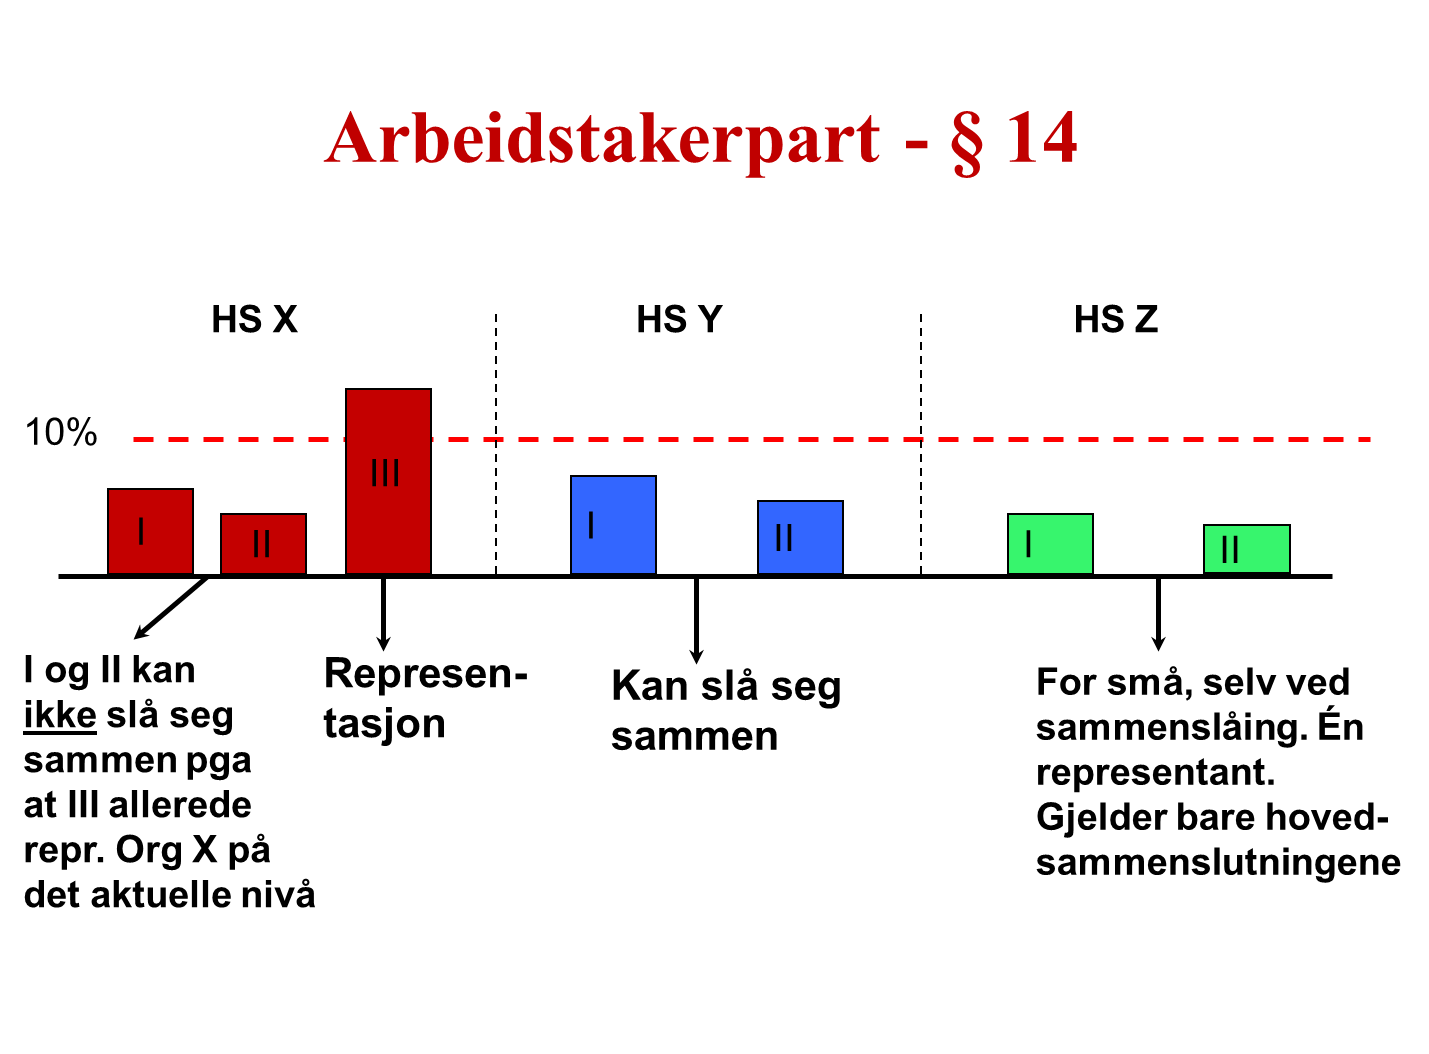 Arbeidstakerpart - § 14
HS X
HS Y
HS Z
10%
I
II
III
I
II
I
II
I og II kan
ikke slå seg
sammen pga
at III allerede
repr. Org X på
det aktuelle nivå
Represen-
tasjon
Kan slå seg
sammen
For små, selv ved
sammenslåing. Én
representant.
Gjelder bare hoved-
sammenslutningene